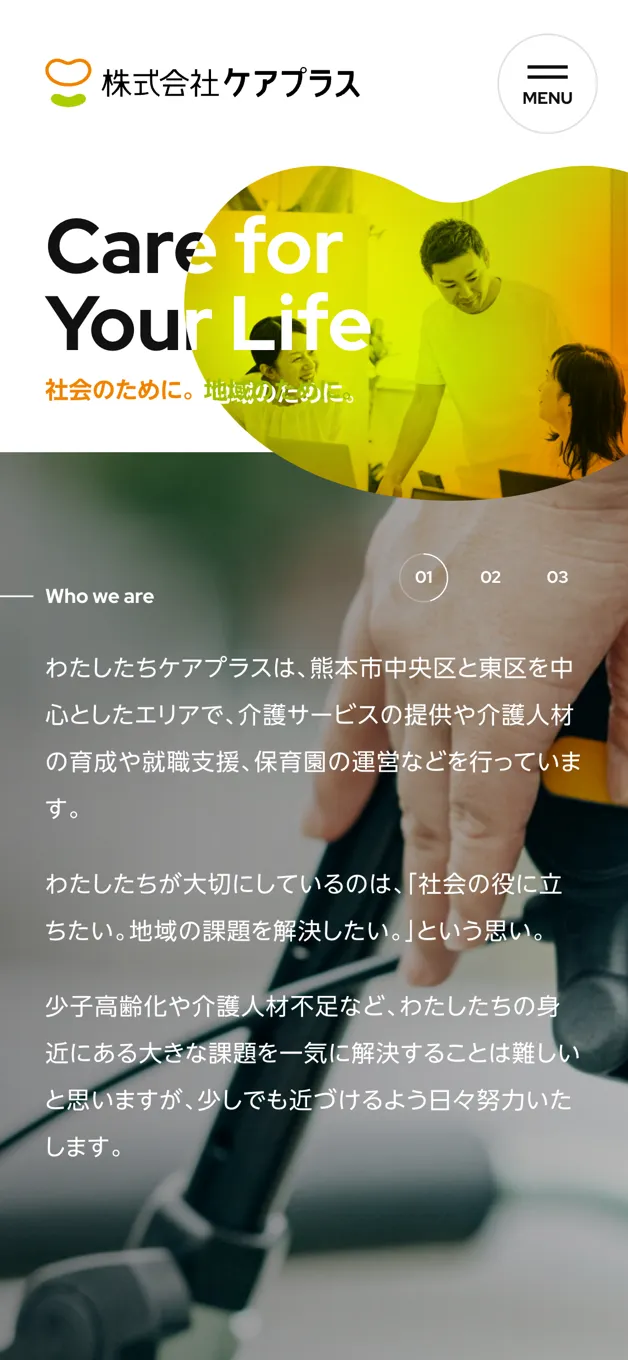 株式会社ケアプラス
MENU
Care for
Your Life
社会のために。地域のために。
Who we are
01 02 03
わたしたちケアプラスは、熊本市中央区と東区を中
心としたエリアで、介護サービスの提供や介護人材
の育成や就職支援、保育園の運営などを行っていま
す。
わたしたちが大切にしているのは、「社会の役に立
ちたい。地域の課題を解決したい。」という思い。
少子高齢化や介護人材不足など、わたしたちの身
近にある大きな課題を一気に解決することは難しい
と思いますが、少しでも近づけるよう日々努力いた
します。